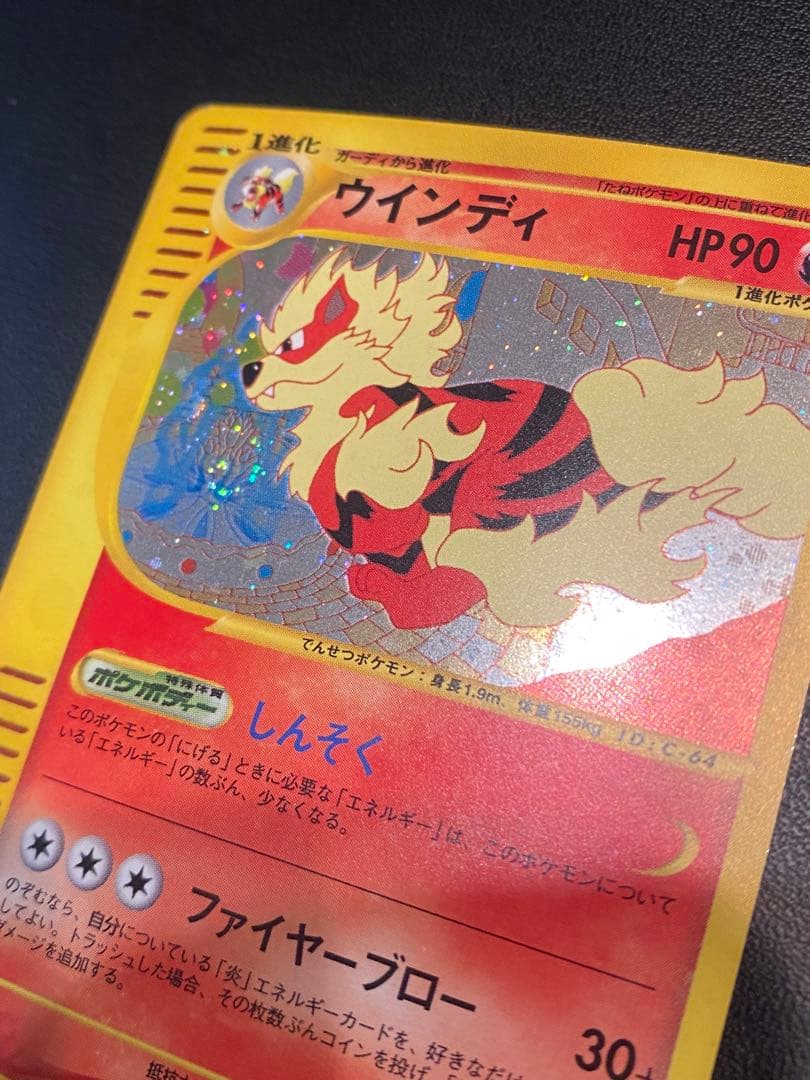 1進化
ガーディから進化
「たねポケモン」の上に重ねて進化
ウインディ
HP90
1進化ポケ
でんせつポケモン：身長1.9m、体重155kg ID:C-64
特殊体質
ポケボディー
しんそく
このポケモンの「にげる」ときに必要な「エネルギー」は、このポケモンについて
いる「エネルギー」の数ぶん、少なくなる。
ファイヤーブロー
30+
のぞむなら、自分についている「炎」エネルギーカードを、好きなだけ
してよい。トラッシュした場合、その枚数ぶんコインを投げ、「
ダメージを追加する。
抵抗